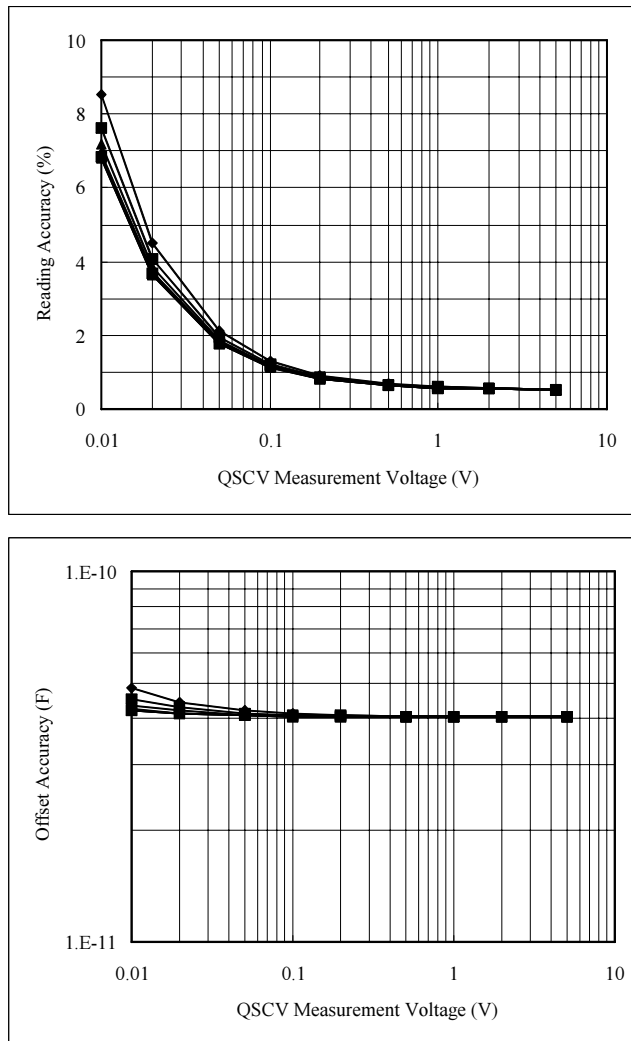 10
8
6
4
2
0
Reading Accuracy (%)
0.01 0.1 1 10
QSCV Measurement Voltage (V)
1.E-10
1.E-11
Offset Accuracy (F)
0.01 0.1 1 10
QSCV Measurement Voltage (V)